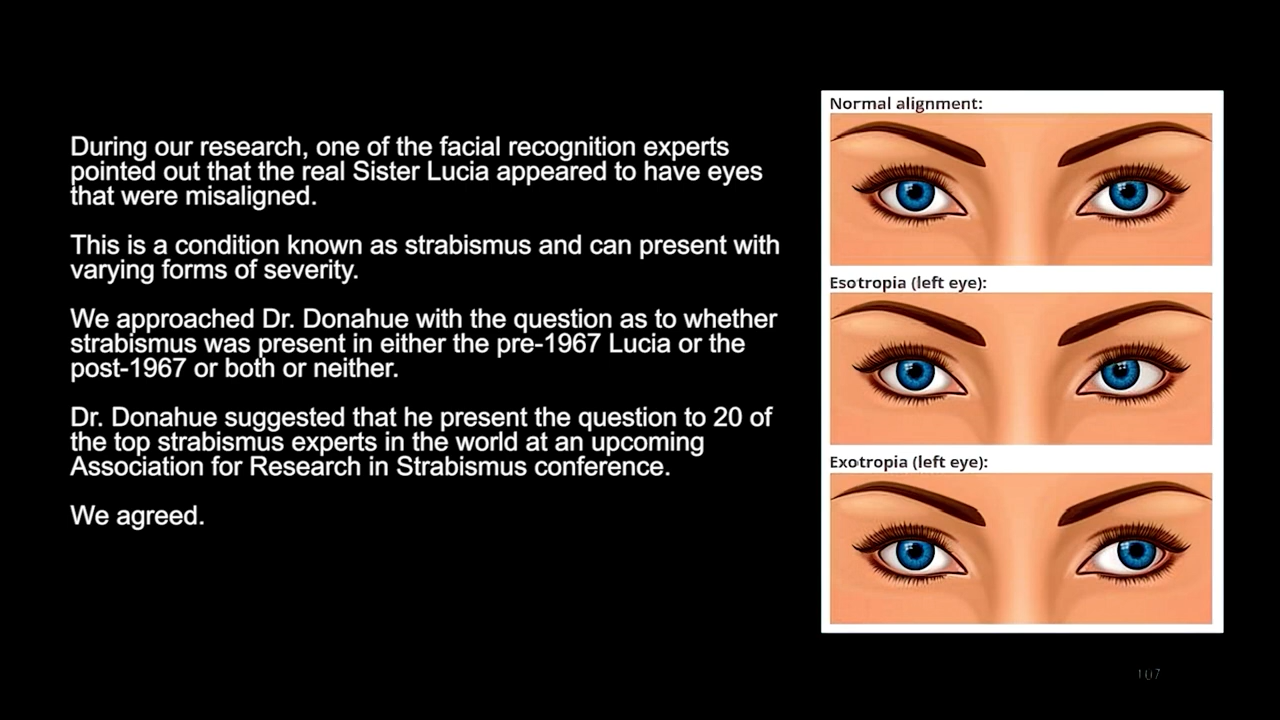 During our research, one of the facial recognition experts
pointed out that the real Sister Lucia appeared to have eyes
that were misaligned.
This is a condition known as strabismus and can present with
varying forms of severity.
We approached Dr. Donahue with the question as to whether
strabismus was present in either the pre-1967 Lucia or the
post-1967 or both or neither.
Dr. Donahue suggested that he present the question to 20 of
the top strabismus experts in the world at an upcoming
Association for Research in Strabismus conference.
We agreed.
Normal alignment:
Esotropia (left eye):
Exotropia (left eye):
107